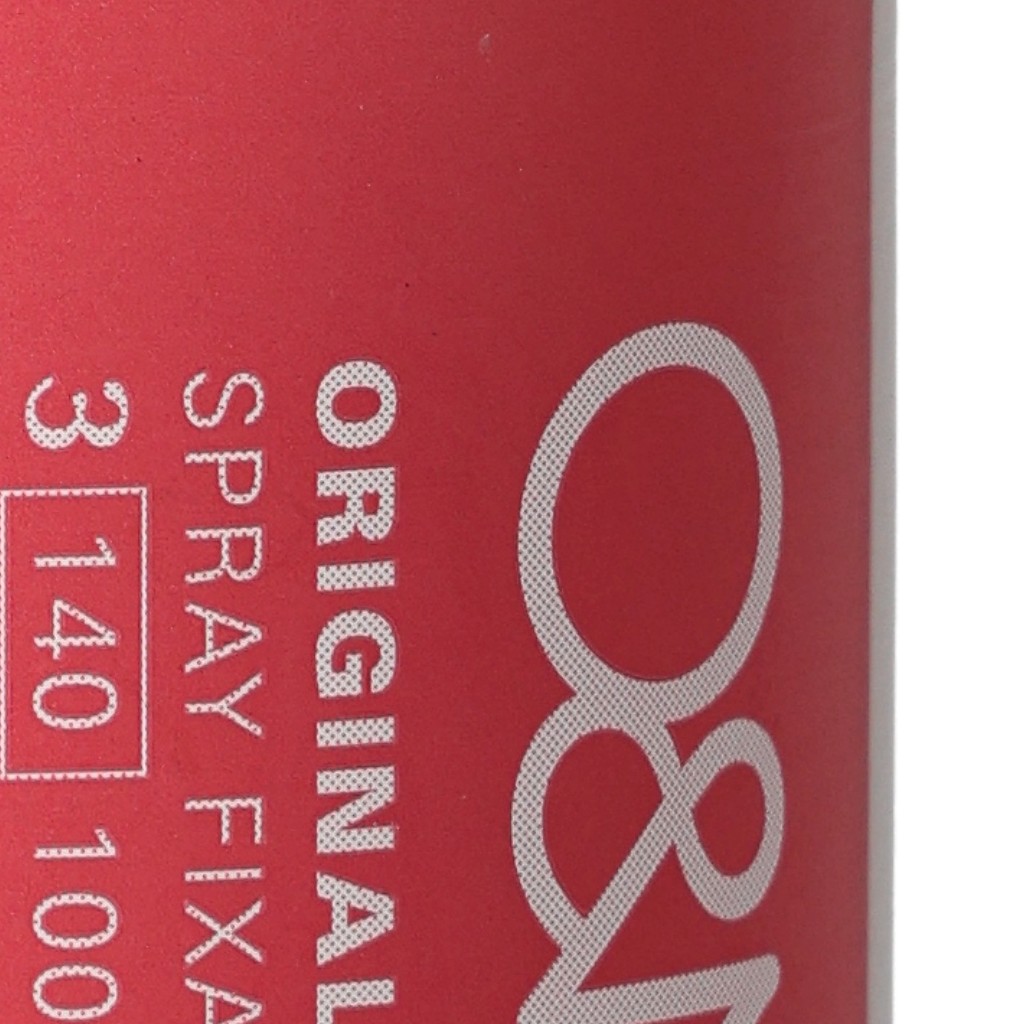 O&M
ORIGINAL
SPRAY FIXA
3 140 100